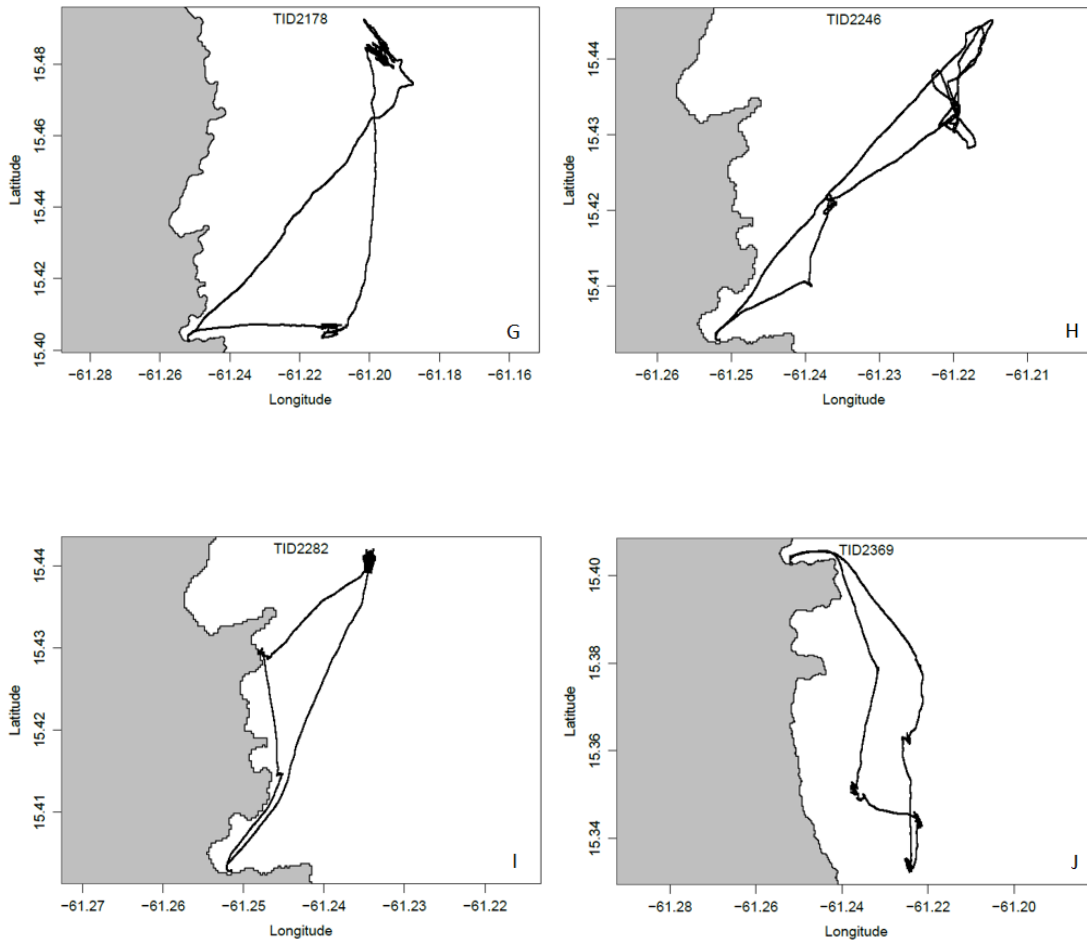 TID2178
Latitude
15.48
15.46
15.44
15.42
15.40
G
−61.28 −61.26 −61.24 −61.22 −61.20 −61.18 −61.16
Longitude
TID2246
Latitude
15.44
15.43
15.42
15.41
H
−61.26 −61.25 −61.24 −61.23 −61.22 −61.21
Longitude
TID2282
Latitude
15.44
15.43
15.42
15.41
I
−61.27 −61.26 −61.25 −61.24 −61.23 −61.22
Longitude
TID2369
Latitude
15.40
15.38
15.36
15.34
J
−61.28 −61.26 −61.24 −61.22 −61.20
Longitude